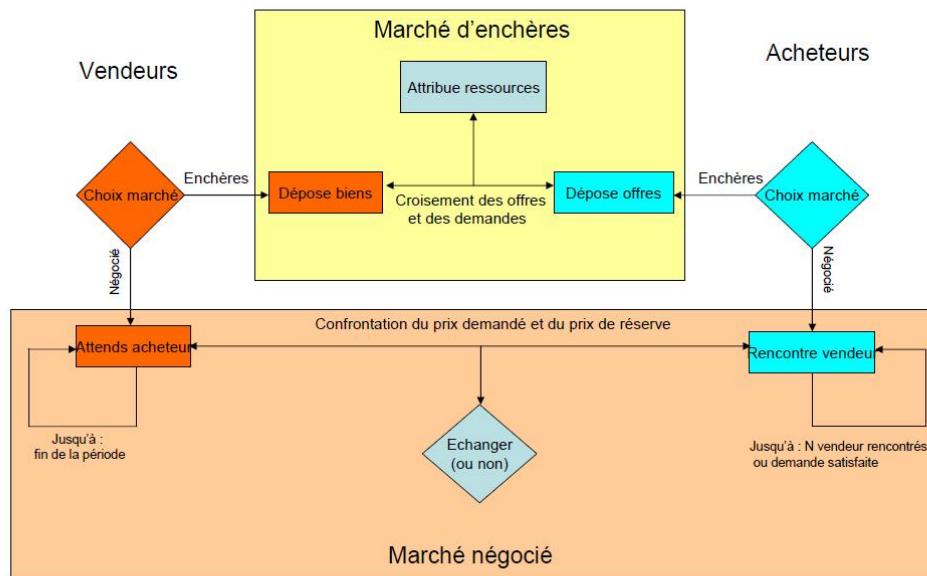 Marché d'enchères
Vendeurs
Acheteurs
Attribue ressources
Choix marché
Enchères
Dépose biens
Croisement des offres
et des demandes
Dépose offres
Enchères
Choix marché
Négocié
Négocié
Confrontation du prix demandé et du prix de réserve
Attends acheteur
Rencontre vendeur
Jusqu'à :
fin de la période
Echanger
(ou non)
Jusqu'à : N vendeur rencontrés
ou demande satisfaite
Marché négocié